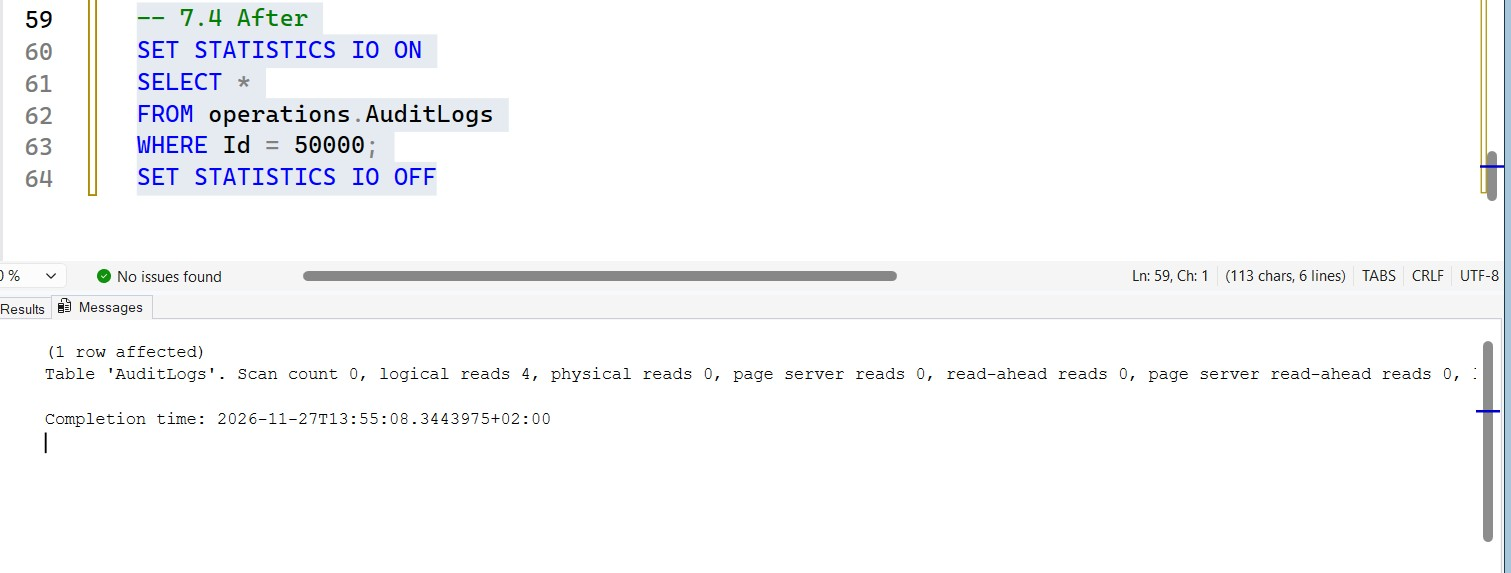 59 -- 7.4 After
60 SET STATISTICS IO ON
61 SELECT *
62 FROM operations.AuditLogs
63 WHERE Id = 50000;
64 SET STATISTICS IO OFF
% No issues found Ln: 59, Ch: 1 (113 chars, 6 lines) TABS CRLF UTF-8
Results Messages
(1 row affected)
Table 'AuditLogs'. Scan count 0, logical reads 4, physical reads 0, page server reads 0, read-ahead reads 0, page server read-ahead reads 0,
Completion time: 2026-11-27T13:55:08.3443975+02:00